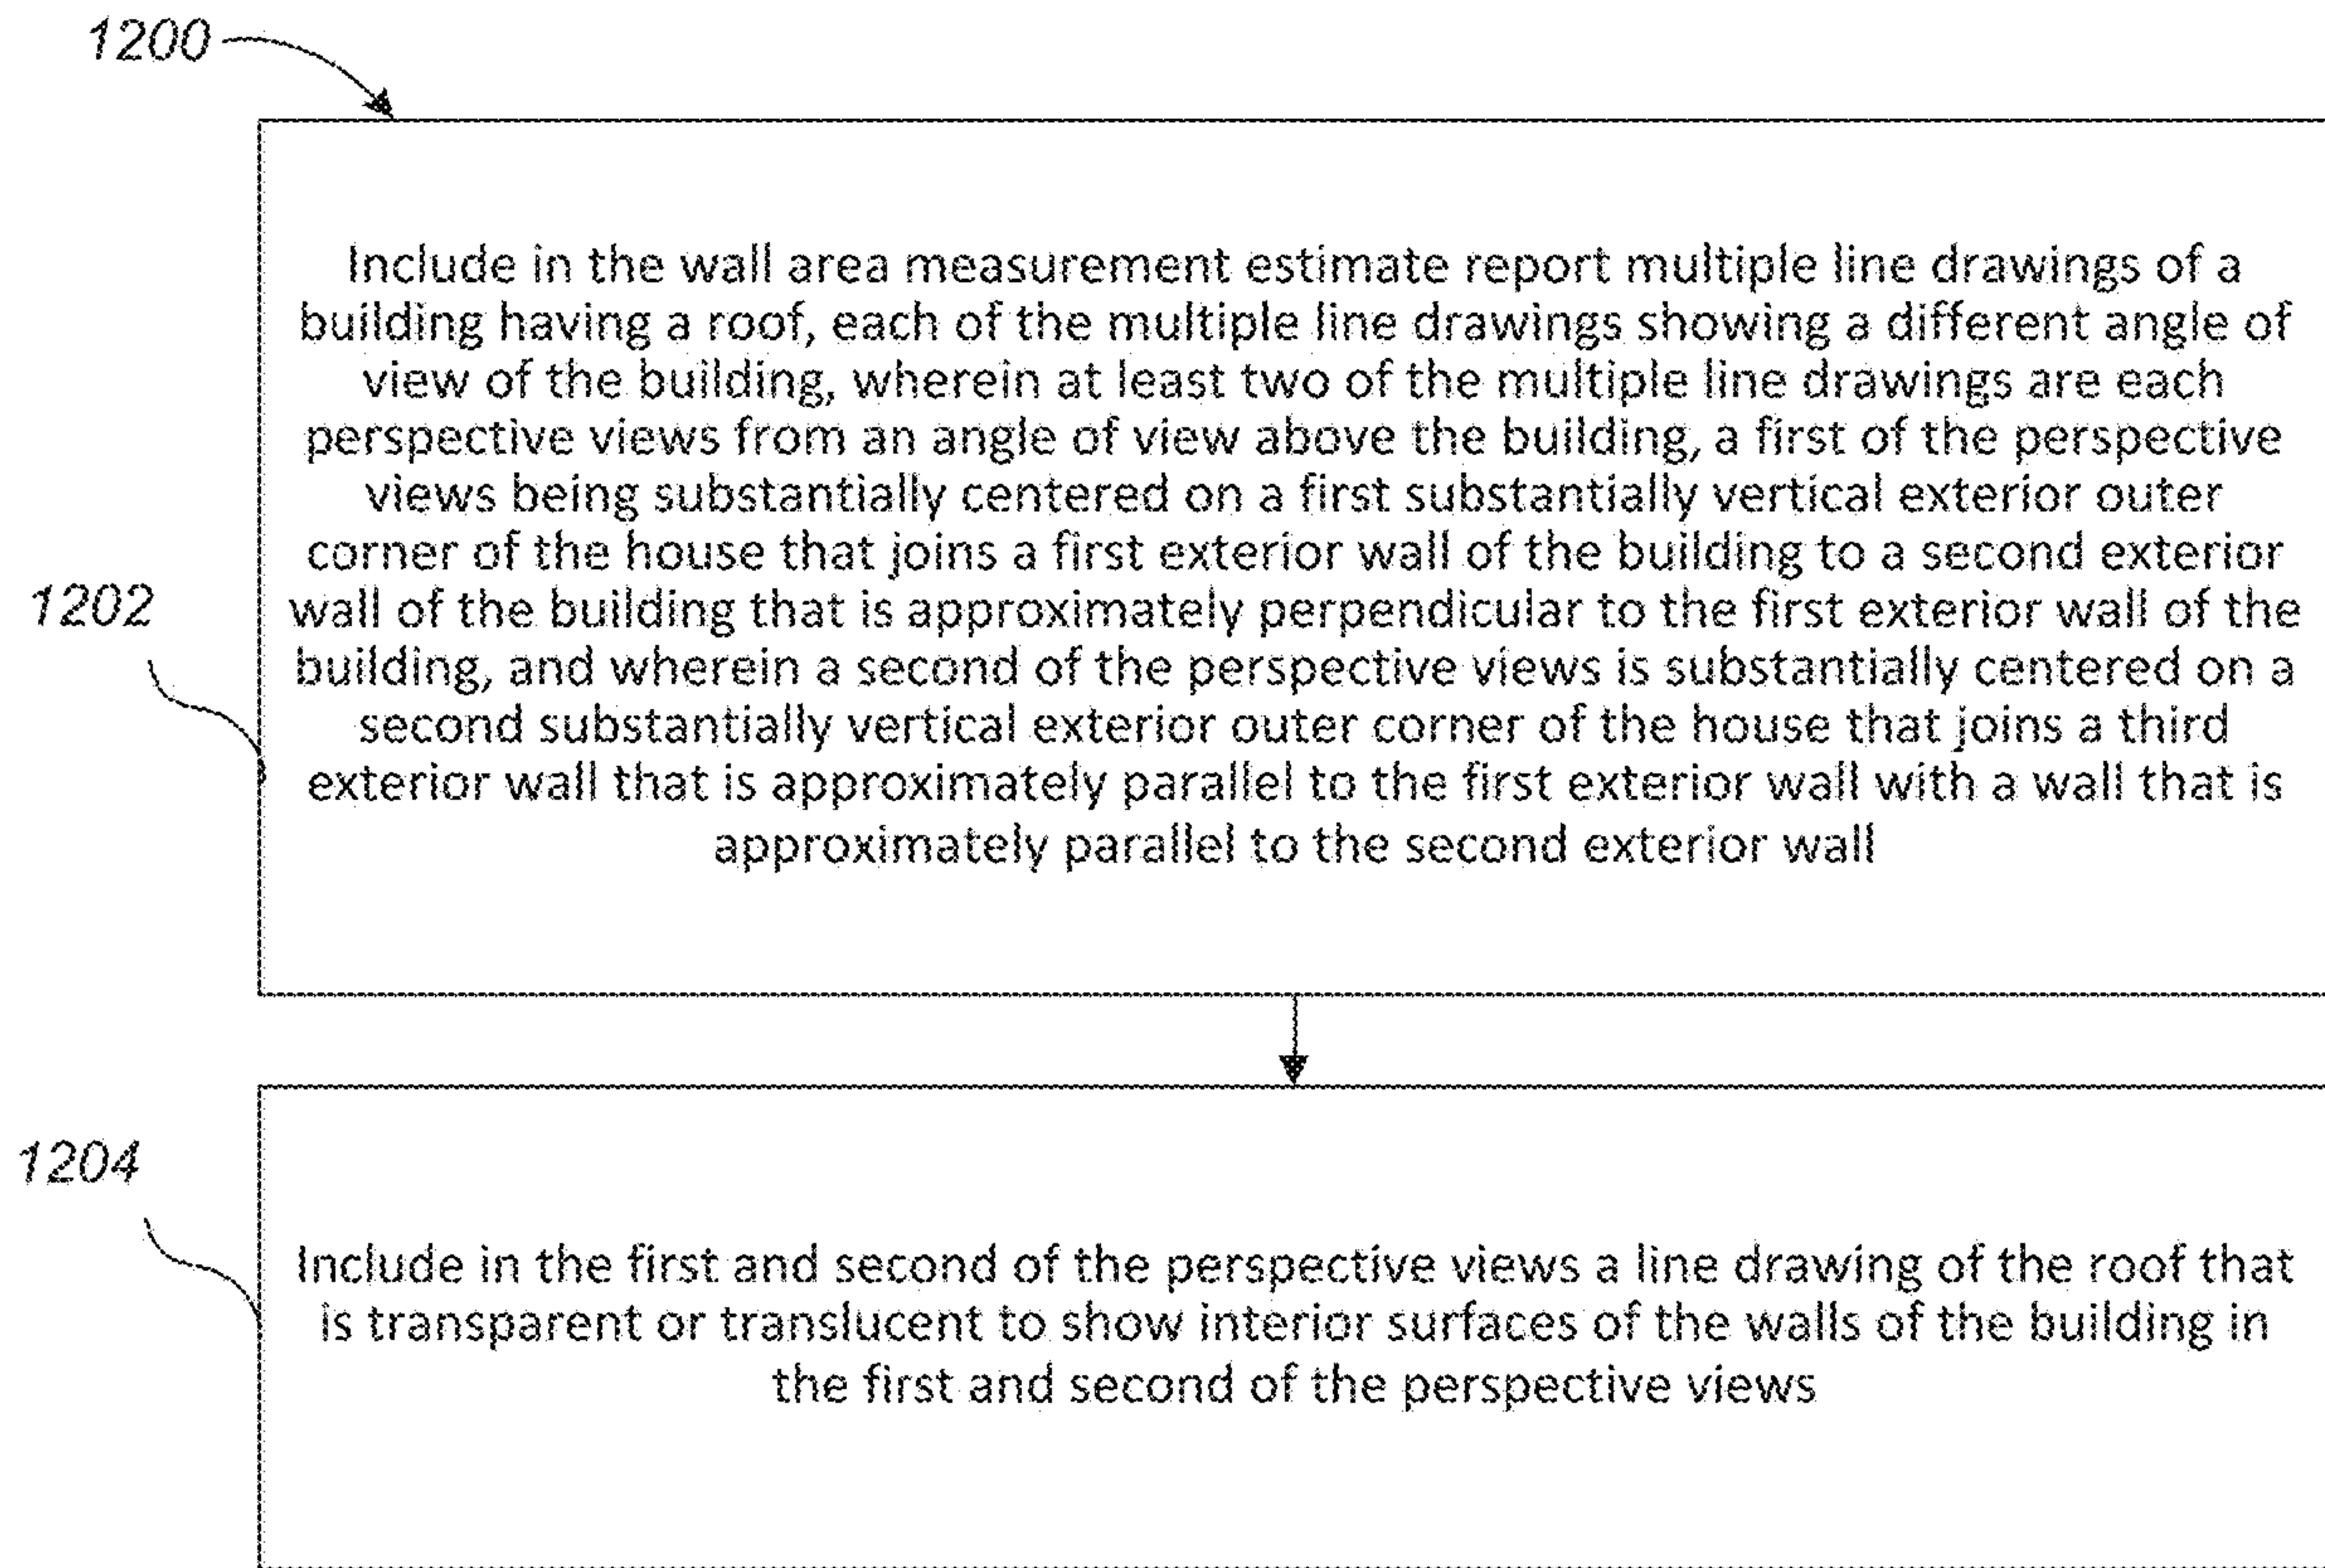 1200
Include in the wall area measurement estimate report multiple line drawings of a
building having a roof, each of the multiple line drawings showing a different angle of
view of the building, wherein at least two of the multiple line drawings are each
perspective views from an angle of view above the building, a first of the perspective
views being substantially centered on a first substantially vertical exterior outer
corner of the house that joins a first exterior wall of the building to a second exterior
wall of the building that is approximately perpendicular to the first exterior wall of the
building, and wherein a second of the perspective views is substantially centered on a
second substantially vertical exterior outer corner of the house that joins a third
exterior wall that is approximately parallel to the first exterior wall with a wall that is
approximately parallel to the second exterior wall
1202
1204
Include in the first and second of the perspective views a line drawing of the roof that
is transparent or translucent to show interior surfaces of the walls of the building in
the first and second of the perspective views